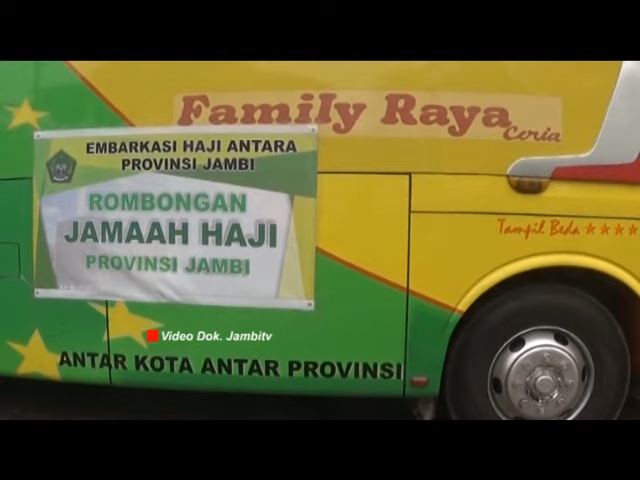 Family Raya
Ceria
EMBARKASI HAJI ANTARA
PROVINSI JAMBI
ROMBONGAN
JAMAAH HAJI
PROVINSI JAMBI
Tampil Beda ****
Video Dok. Jambitv
ANTAR KOTA ANTAR PROVINSI